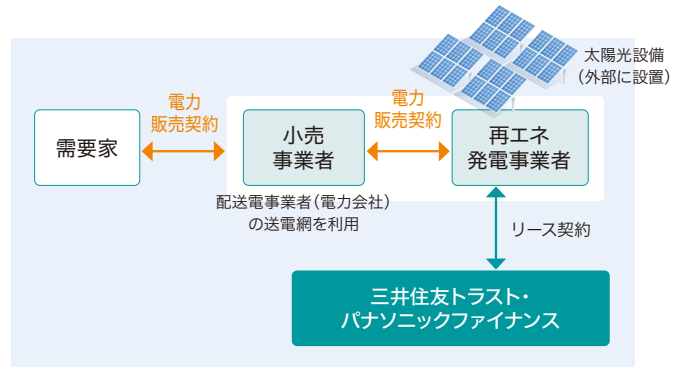 太陽光設備
（外部に設置）
電力
販売契約
電力
販売契約
需要家
小売
事業者
再エネ
発電事業者
配送電事業者（電力会社）
の送電網を利用
リース契約
三井住友トラスト・
パナソニックファイナンス